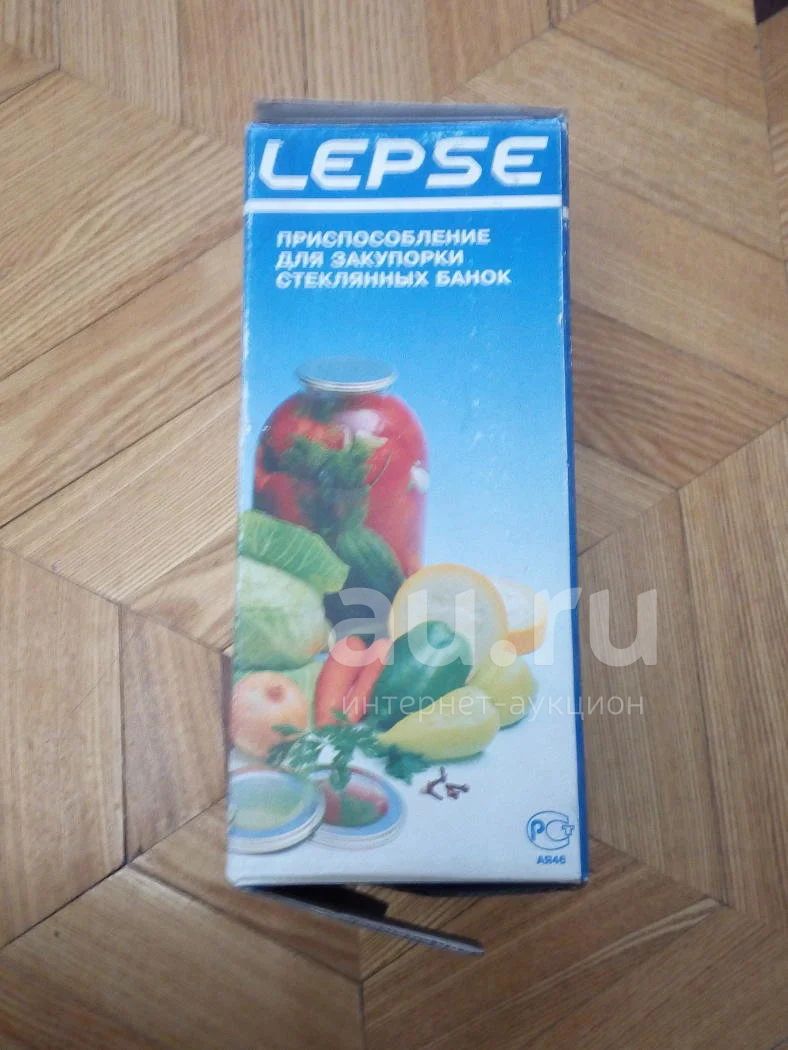 LEPSE
ПРИСПОСОБЛЕНИЕ
ДЛЯ ЗАКУПОРКИ
СТЕКЛЯННЫХ БАНОК
au.ru
интернет-аукцион
РСТ
АЯ46